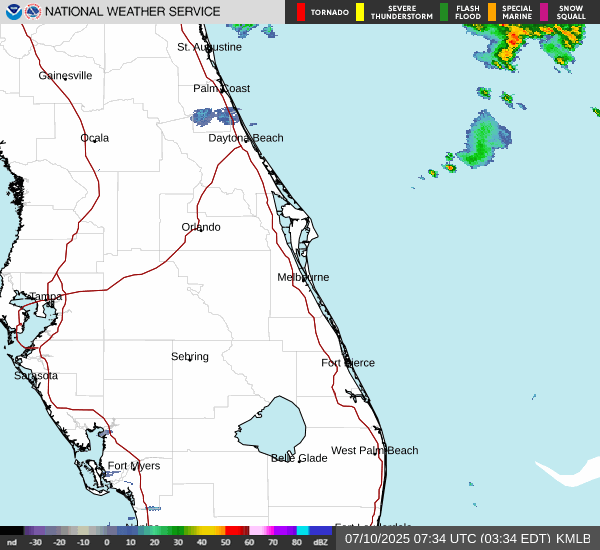 NATIONAL WEATHER SERVICE
TORNADO
SEVERE
THUNDERSTORM
FLASH
FLOOD
SPECIAL
MARINE
SNOW
SQUALL
St. Augustine
Gainesville
Palm Coast
Ocala
Daytona Beach
Orlando
Melbourne
Tampa
Sebring
Fort Pierce
Sarasota
West Palm Beach
Belle Glade
Fort Myers
nd -30 -20 -10 0 10 20 30 40 50 60 70 80 dBZ
07/10/2025 07:34 UTC (03:34 EDT) KMLB